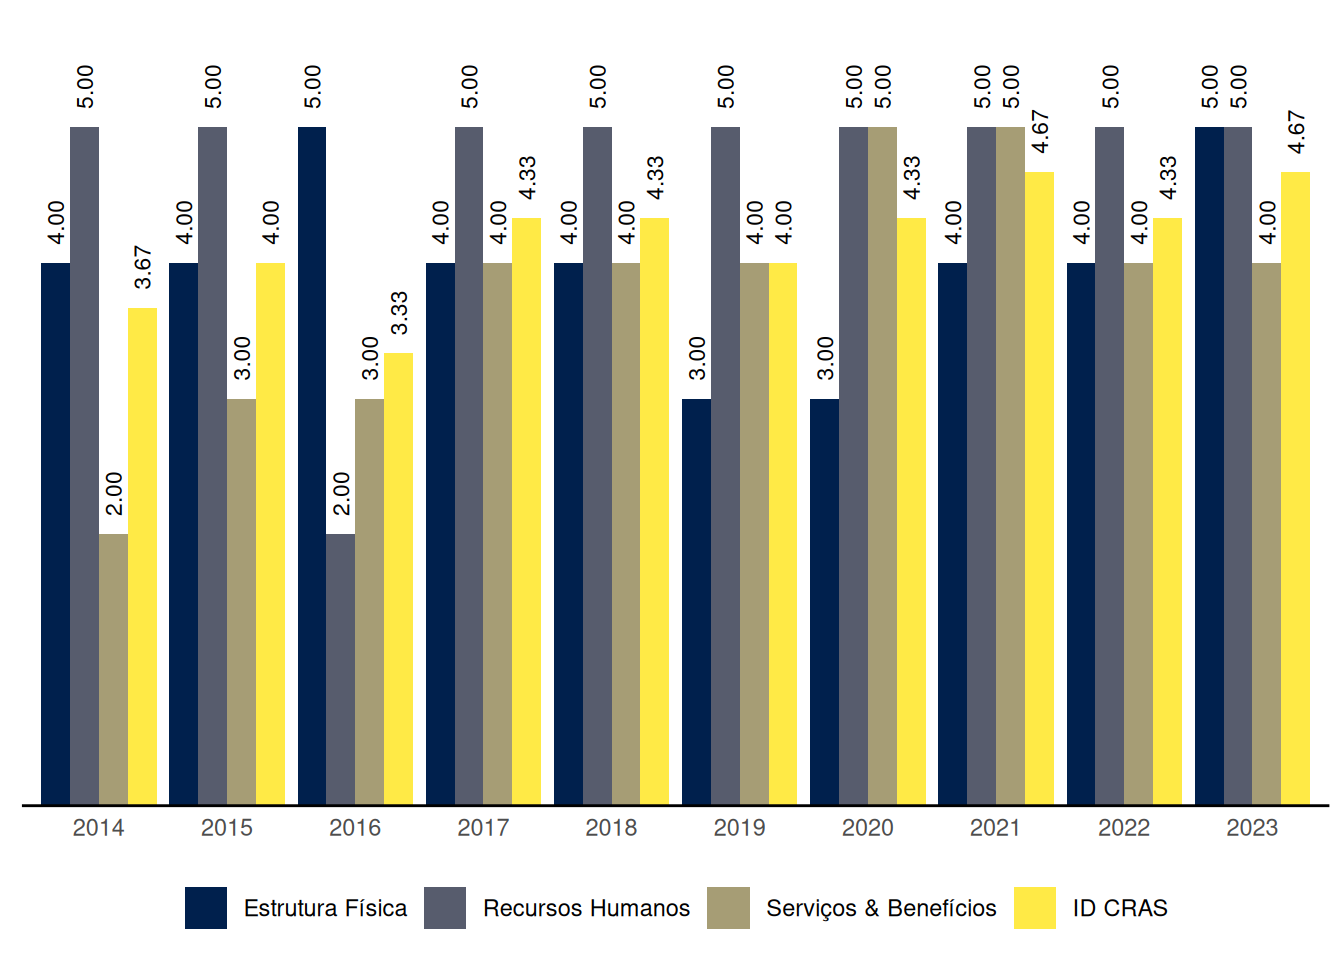 5.00 5.00 5.00 5.00 5.00 5.00 5.00 5.00 5.00 5.00 5.00 5.00 5.00
4.67 4.67
4.33 4.33 4.33 4.33
4.00 4.00 4.00 4.00 4.00 4.00 4.00 4.00 4.00 4.00 4.00 4.00 4.00
3.67
3.33
3.00 3.00 3.00 3.00
2.00 2.00
2014 2015 2016 2017 2018 2019 2020 2021 2022 2023
Estrutura Física Recursos Humanos Serviços & Benefícios ID CRAS